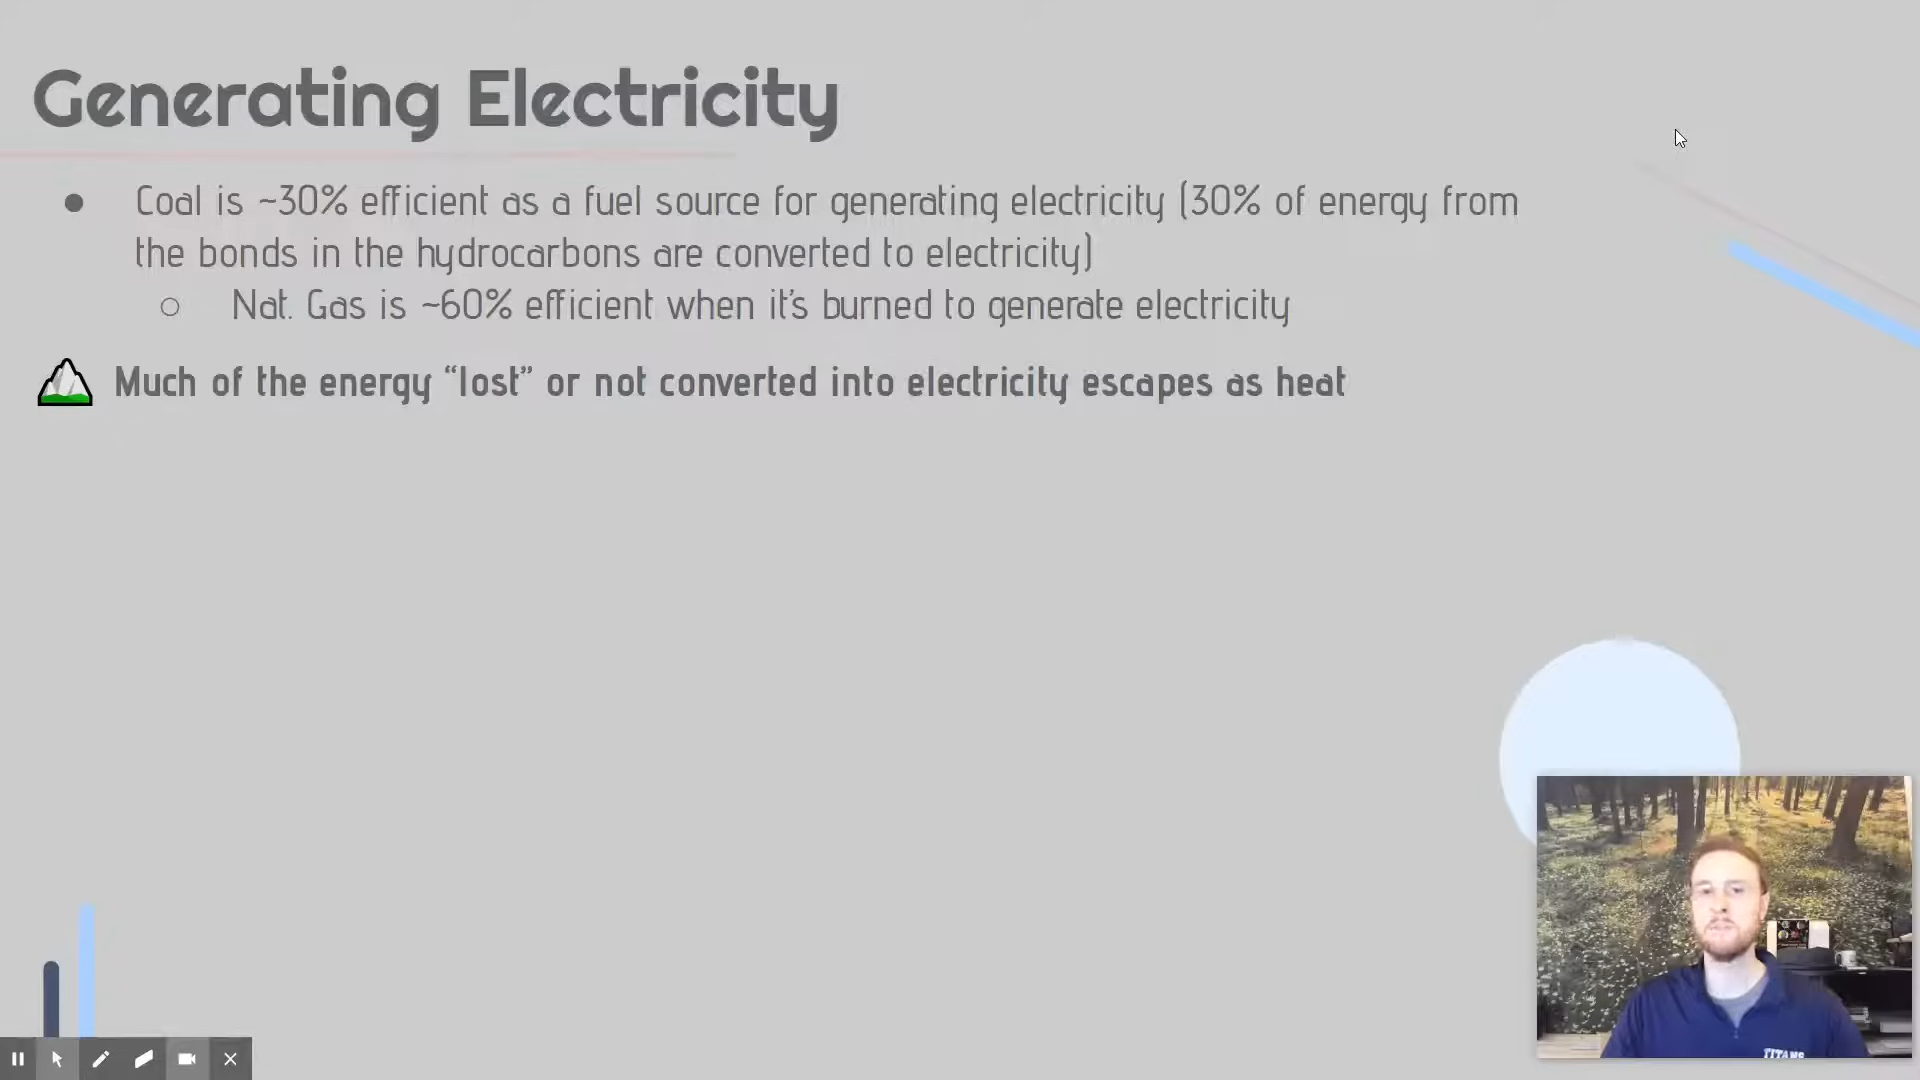 Generating Electricity
Coal is ~30% efficient as a fuel source for generating electricity (30% of energy from
the bonds in the hydrocarbons are converted to electricity)
Nat. Gas is ~60% efficient when it's burned to generate electricity
Much of the energy “lost” or not converted into electricity escapes as heat
TITANS